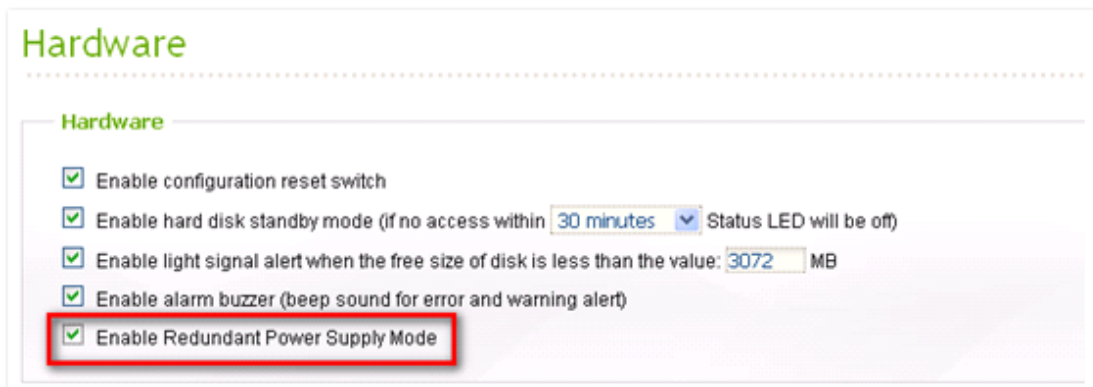 Hardware
Hardware
Enable configuration reset switch
Enable hard disk standby mode (if no access within 30 minutes Status LED will be off)
Enable light signal alert when the free size of disk is less than the value: 3072 MB
Enable alarm buzzer (beep sound for error and warning alert)
Enable Redundant Power Supply Mode